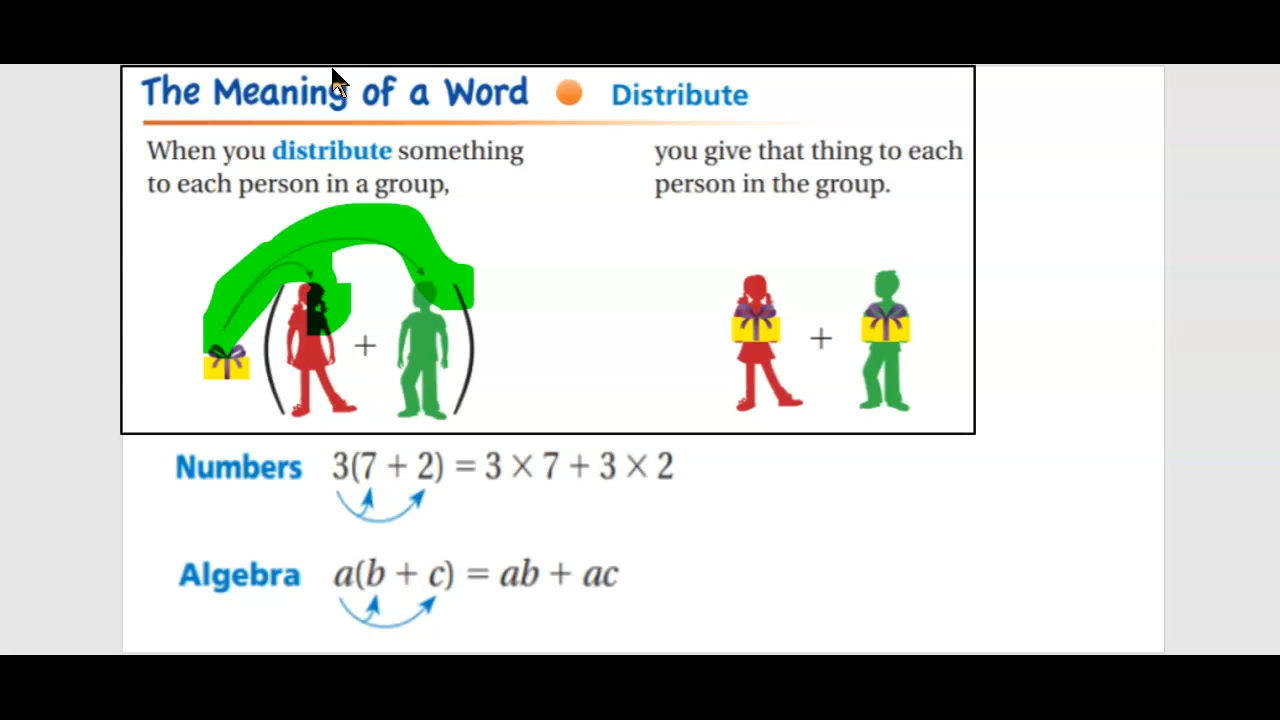 The Meaning of a Word Distribute
When you distribute something
to each person in a group,
you give that thing to each
person in the group.
( + )
+
Numbers 3(7 + 2) = 3 × 7 + 3 × 2
Algebra a(b + c) = ab + ac